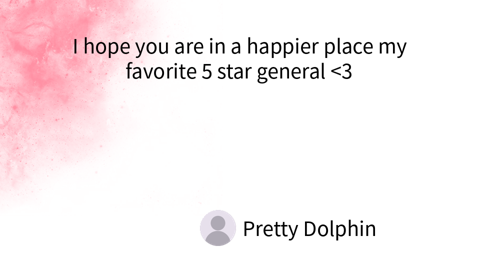 I hope you are in a happier place my
favorite 5 star general <3
Pretty Dolphin